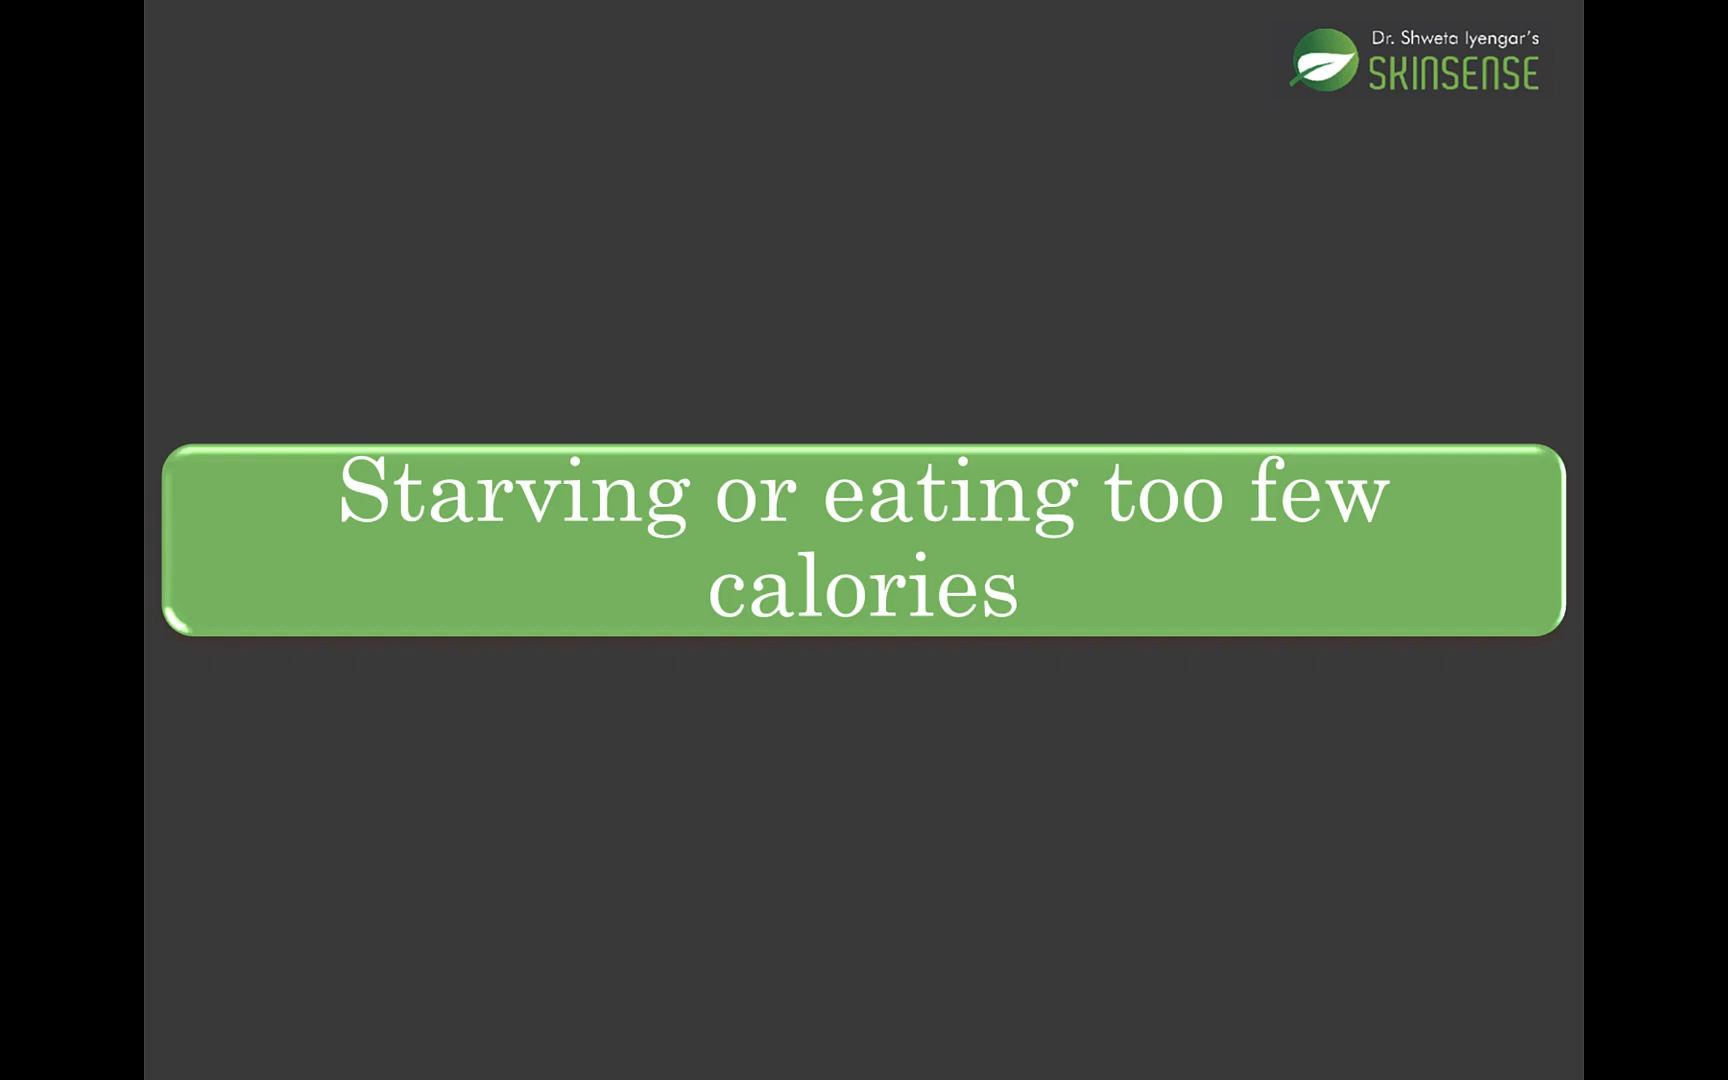 Dr. Shweta Iyengar's
SKINSENSE
Starving or eating too few
calories